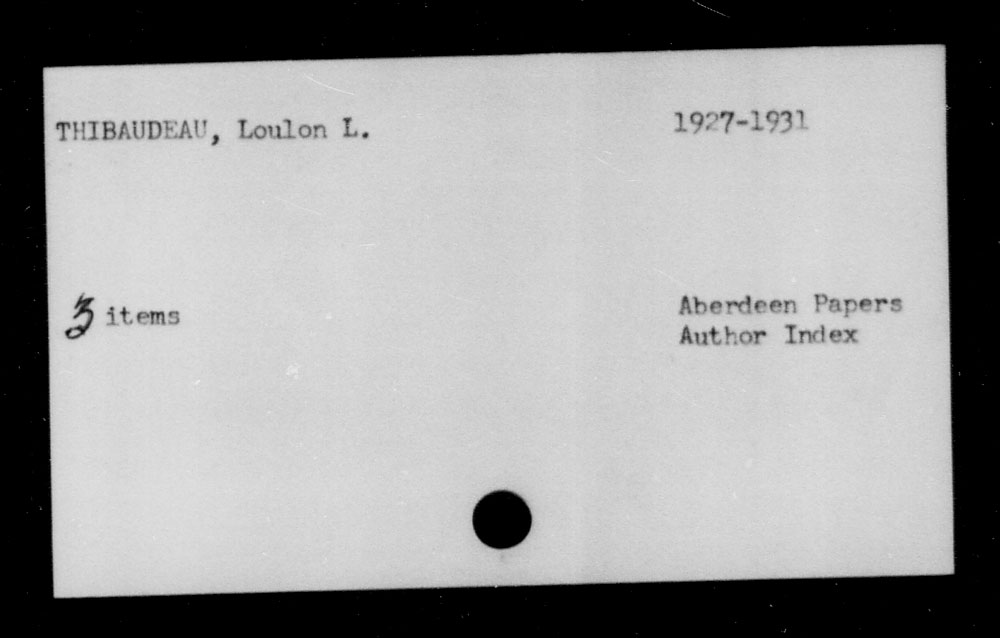 THIBAUDEAU, Loulon L.
1927-1931
3 items
Aberdeen Papers
Author Index